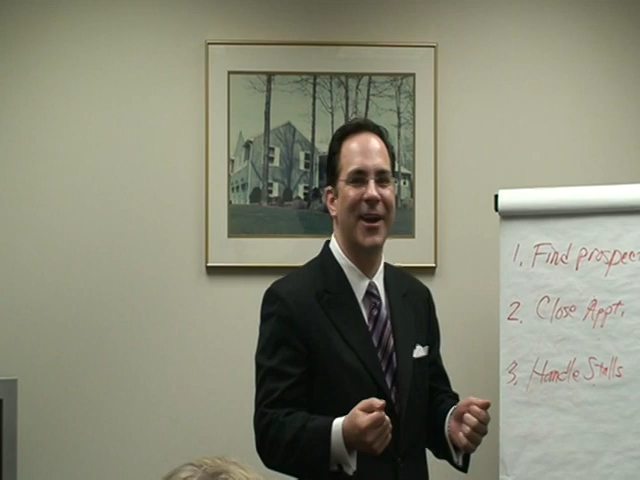 1. Find prospec
2. Close Appt.
3. Handle Stalls